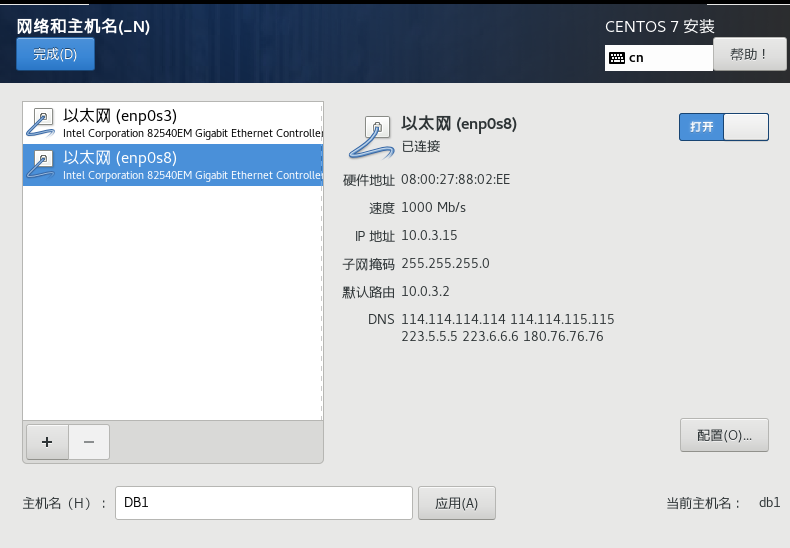 网络和主机名(_N)
CENTOS 7 安装
完成(D)
cn
帮助！
以太网 (enp0s3)
Intel Corporation 82540EM Gigabit Ethernet Controller
以太网 (enp0s8)
Intel Corporation 82540EM Gigabit Ethernet Controller
以太网 (enp0s8)
已连接
打开
硬件地址 08:00:27:88:02:EE
速度 1000 Mb/s
IP 地址 10.0.3.15
子网掩码 255.255.255.0
默认路由 10.0.3.2
DNS 114.114.114.114 114.114.115.115
223.5.5.5 223.6.6.6 180.76.76.76
+ −
配置(O)...
主机名（H）： DB1 应用(A) 当前主机名： db1